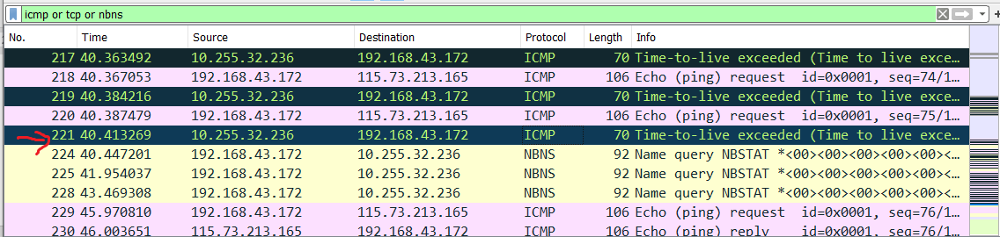 icmp or tcp or nbns
No. Time Source Destination Protocol Length Info
217 40.363492 10.255.32.236 192.168.43.172 ICMP 70 Time-to-live exceeded (Time to live exce…
218 40.367053 192.168.43.172 115.73.213.165 ICMP 106 Echo (ping) request id=0x0001, seq=74/1…
219 40.384216 10.255.32.236 192.168.43.172 ICMP 70 Time-to-live exceeded (Time to live exce…
220 40.387479 192.168.43.172 115.73.213.165 ICMP 106 Echo (ping) request id=0x0001, seq=75/1…
221 40.413269 10.255.32.236 192.168.43.172 ICMP 70 Time-to-live exceeded (Time to live exce…
224 40.447201 192.168.43.172 10.255.32.236 NBNS 92 Name query NBSTAT *<00><00><00><00><00><…
225 41.954037 192.168.43.172 10.255.32.236 NBNS 92 Name query NBSTAT *<00><00><00><00><00><…
228 43.469308 192.168.43.172 10.255.32.236 NBNS 92 Name query NBSTAT *<00><00><00><00><00><…
229 45.970810 192.168.43.172 115.73.213.165 ICMP 106 Echo (ping) request id=0x0001, seq=76/1…
230 46.003651 115.73.213.165 192.168.43.172 ICMP 106 Echo (ping) reply id=0x0001, seq=76/1…